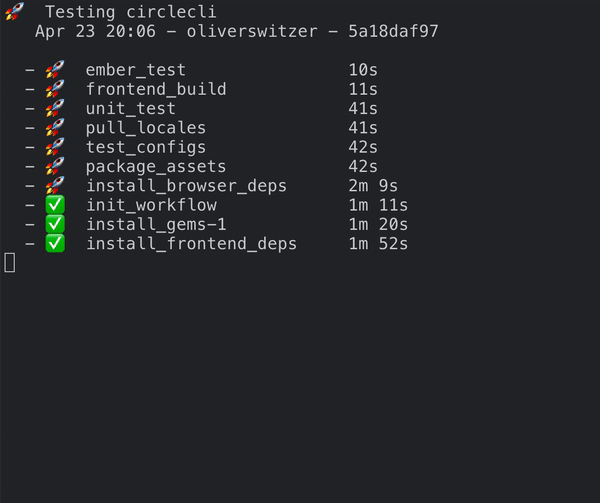 🚀 Testing circlecli
Apr 23 20:06 – oliverswitzer – 5a18daf97
– 🚀 ember_test 10s
– 🚀 frontend_build 11s
– 🚀 unit_test 41s
– 🚀 pull_locales 41s
– 🚀 test_configs 42s
– 🚀 package_assets 42s
– 🚀 install_browser_deps 2m 9s
– ✅ init_workflow 1m 11s
– ✅ install_gems-1 1m 20s
– ✅ install_frontend_deps 1m 52s